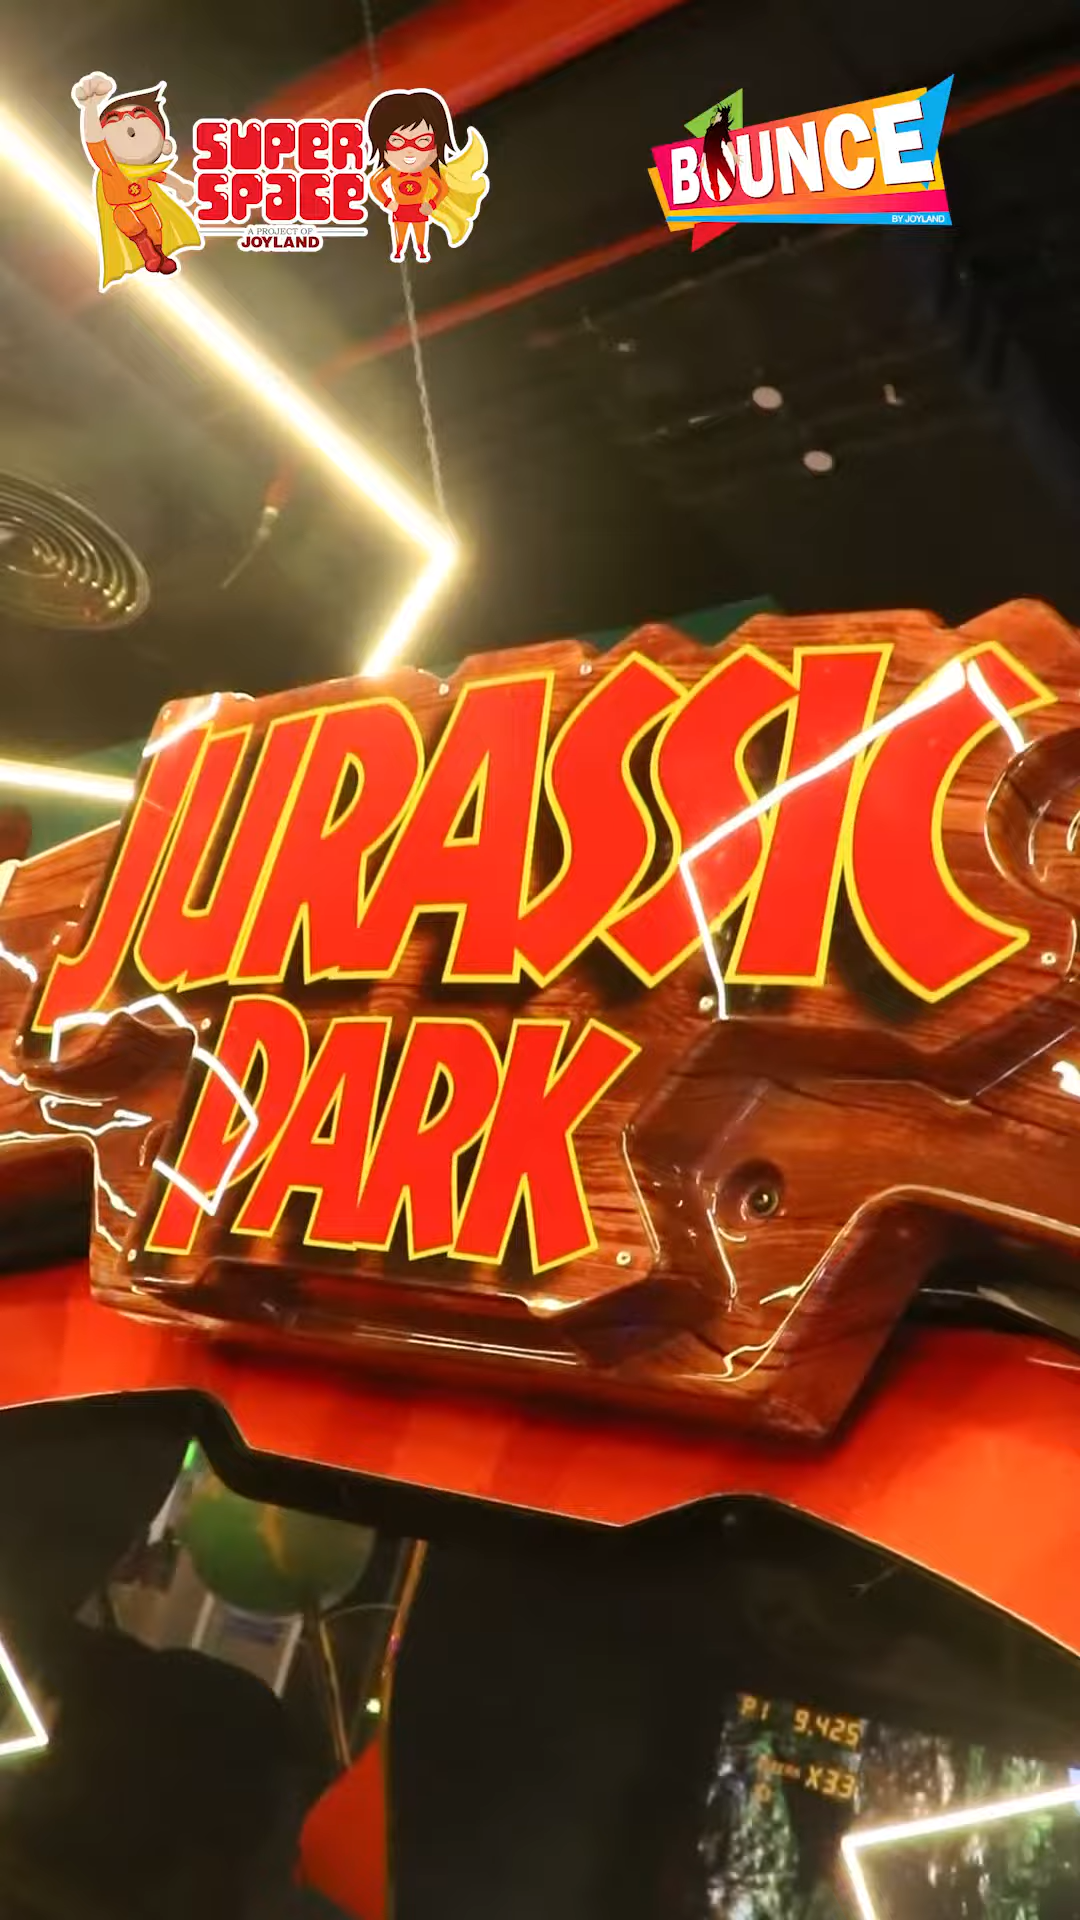 SUPER
SPACE
A PROJECT OF
JOYLAND
BOUNCE
BY JOYLAND
JURASSIC
PARK
P1 9,425
X33